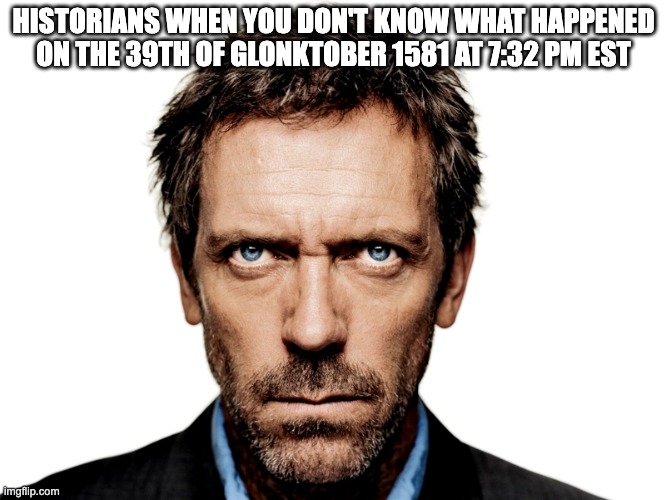 HISTORIANS WHEN YOU DON'T KNOW WHAT HAPPENED
ON THE 39TH OF GLONKTOBER 1581 AT 7:32 PM EST
imgflip.com